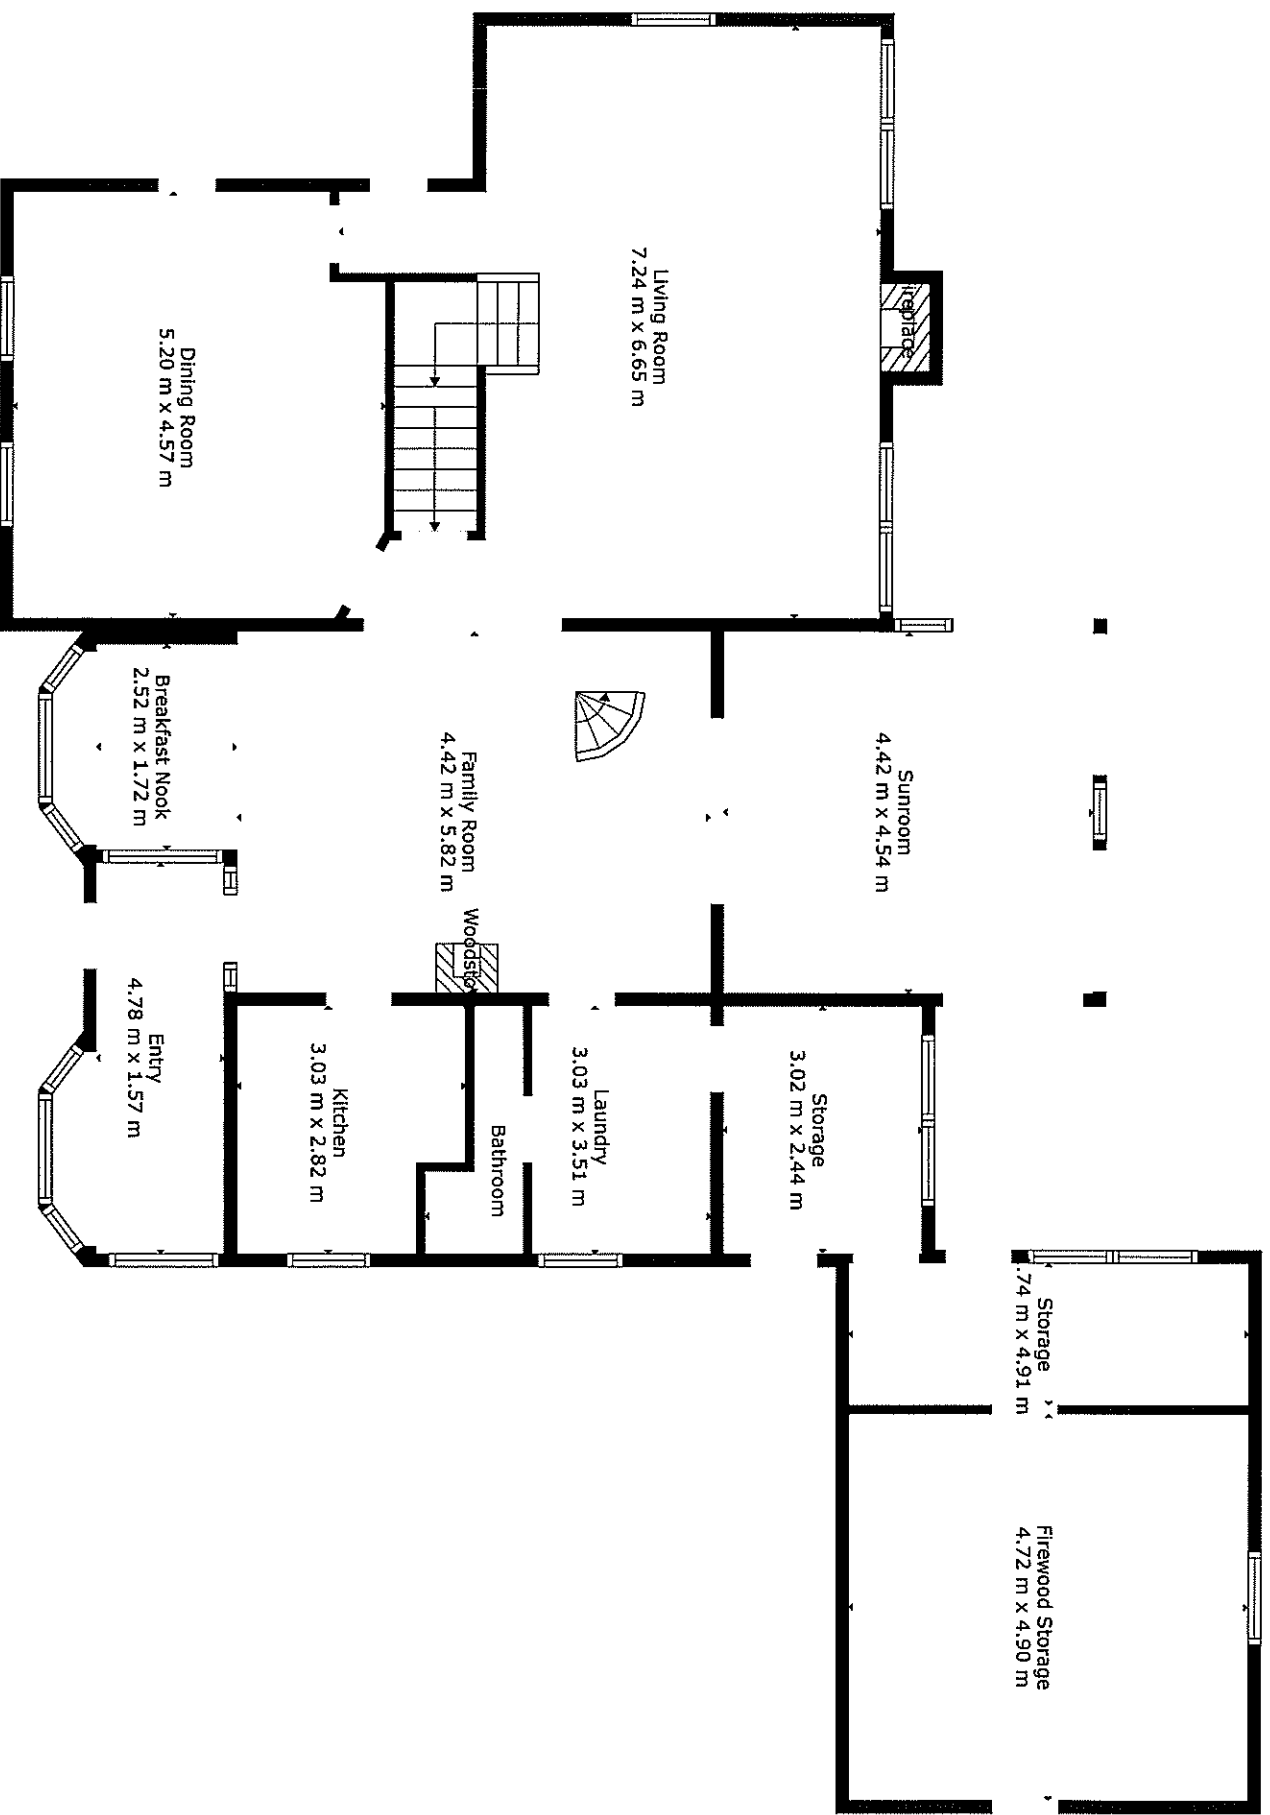 Living Room
7.24 m x 6.65 m
Dining Room
5.20 m x 4.57 m
Sunroom
4.42 m x 4.54 m
Family Room
4.42 m x 5.82 m
Woodsto
Breakfast Nook
2.52 m x 1.72 m
Storage
3.02 m x 2.44 m
Laundry
3.03 m x 3.51 m
Bathroom
Kitchen
3.03 m x 2.82 m
Entry
4.78 m x 1.57 m
Storage
.74 m x 4.91 m
Firewood Storage
4.72 m x 4.90 m
ireplace